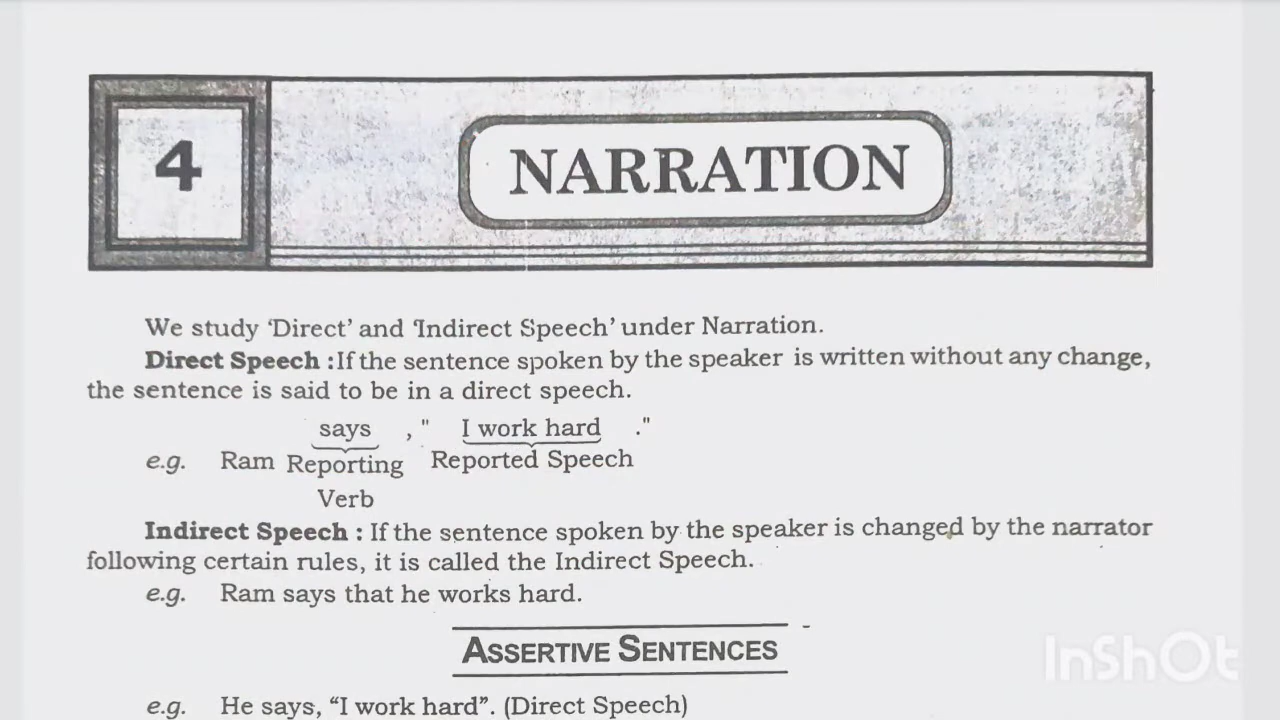 4
NARRATION
We study 'Direct' and 'Indirect Speech' under Narration.
Direct Speech :If the sentence spoken by the speaker is written without any change,
the sentence is said to be in a direct speech.
e.g. Ram says , " I work hard ."
Reporting Reported Speech
Verb
Indirect Speech : If the sentence spoken by the speaker is changed by the narrator
following certain rules, it is called the Indirect Speech.
e.g. Ram says that he works hard.
ASSERTIVE SENTENCES
e.g. He says, “I work hard”. (Direct Speech)
InShOt